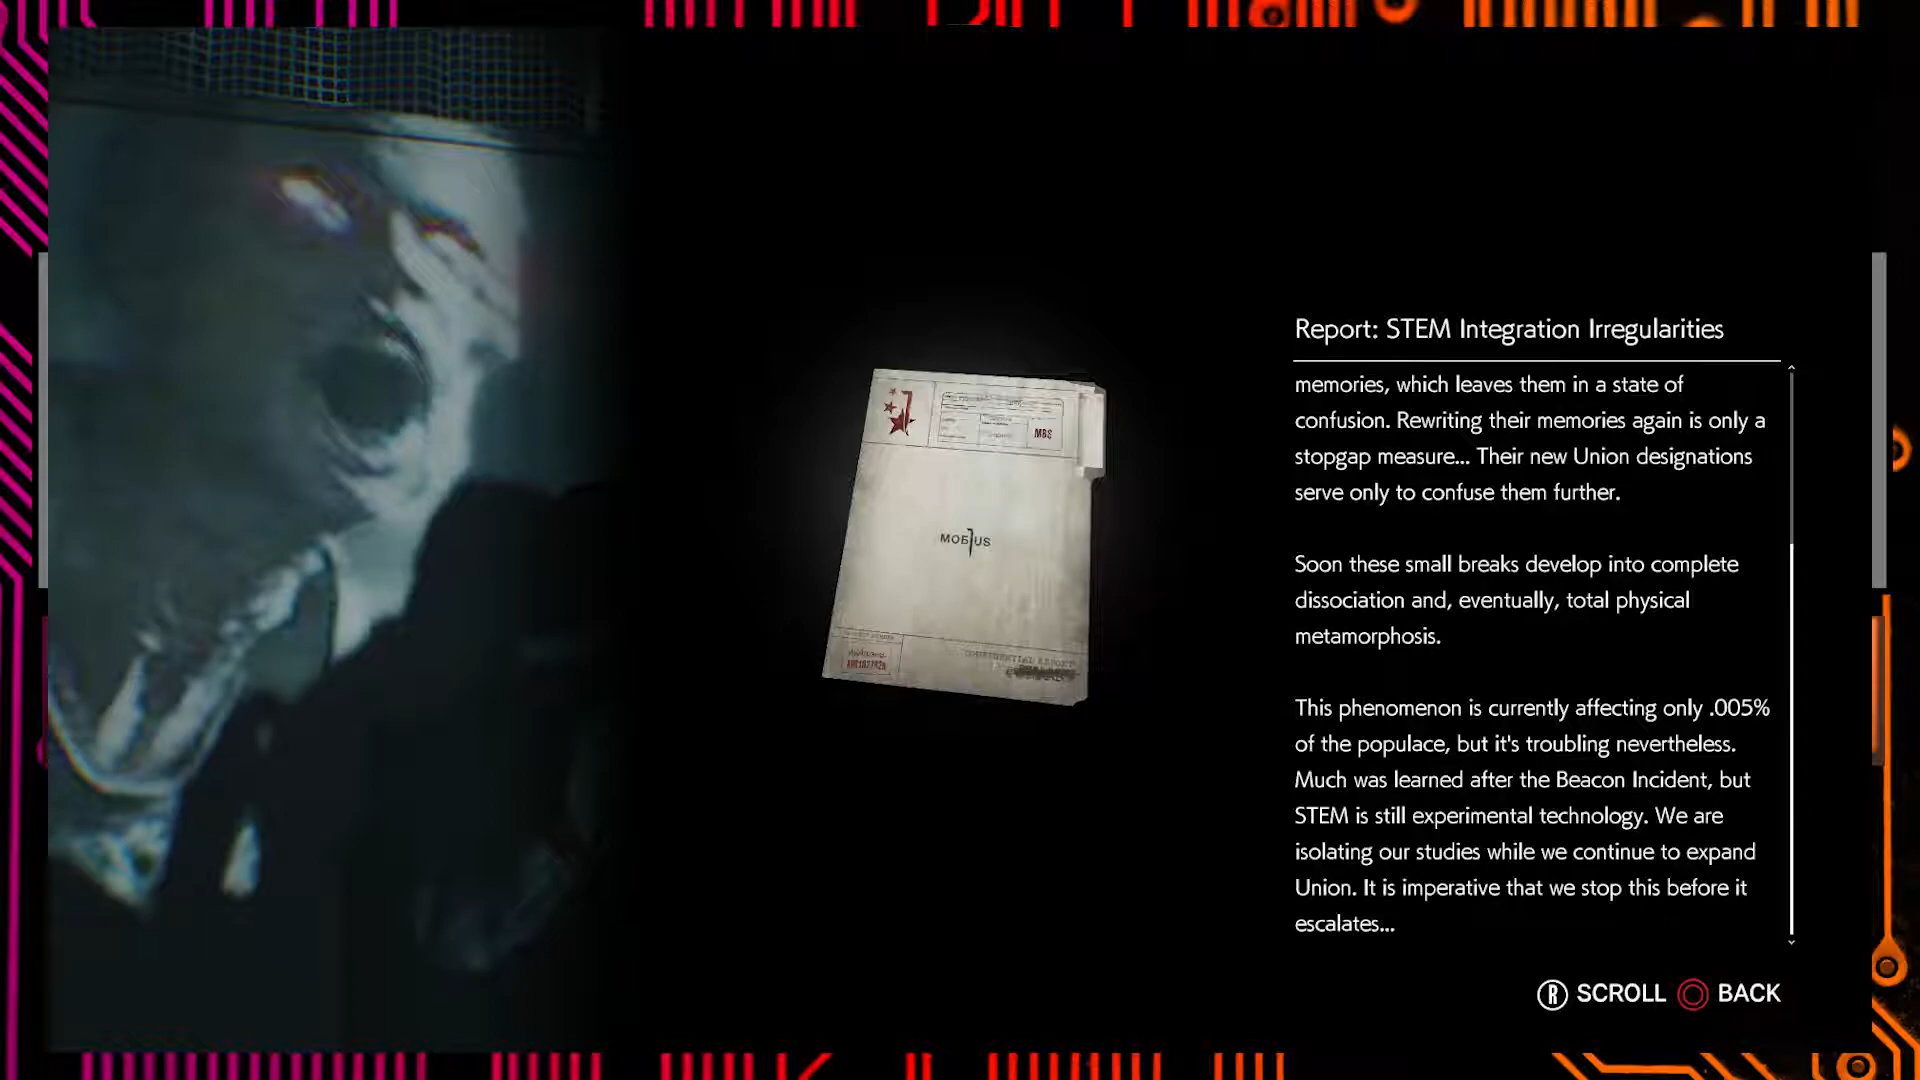 Report: STEM Integration Irregularities
memories, which leaves them in a state of
confusion. Rewriting their memories again is only a
stopgap measure... Their new Union designations
serve only to confuse them further.
Soon these small breaks develop into complete
dissociation and, eventually, total physical
metamorphosis.
This phenomenon is currently affecting only .005%
of the populace, but it's troubling nevertheless.
Much was learned after the Beacon Incident, but
STEM is still experimental technology. We are
isolating our studies while we continue to expand
Union. It is imperative that we stop this before it
escalates...
MBS
MOBIUS
CONFIDENTIAL REPORT
R SCROLL BACK